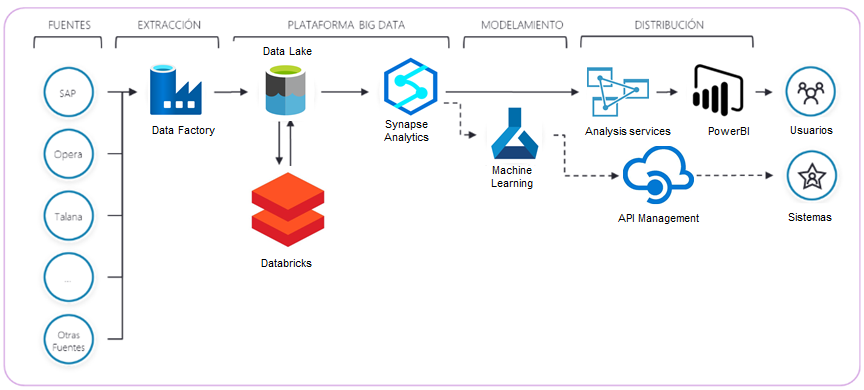 FUENTES
EXTRACCIÓN
PLATAFORMA BIG DATA
MODELAMIENTO
DISTRIBUCIÓN
Data Lake
SAP
Data Factory
Synapse
Analytics
Analysis services
PowerBI
Usuarios
Opera
Machine
Learning
Talana
API Management
Sistemas
Databricks
...
Otras
Fuentes